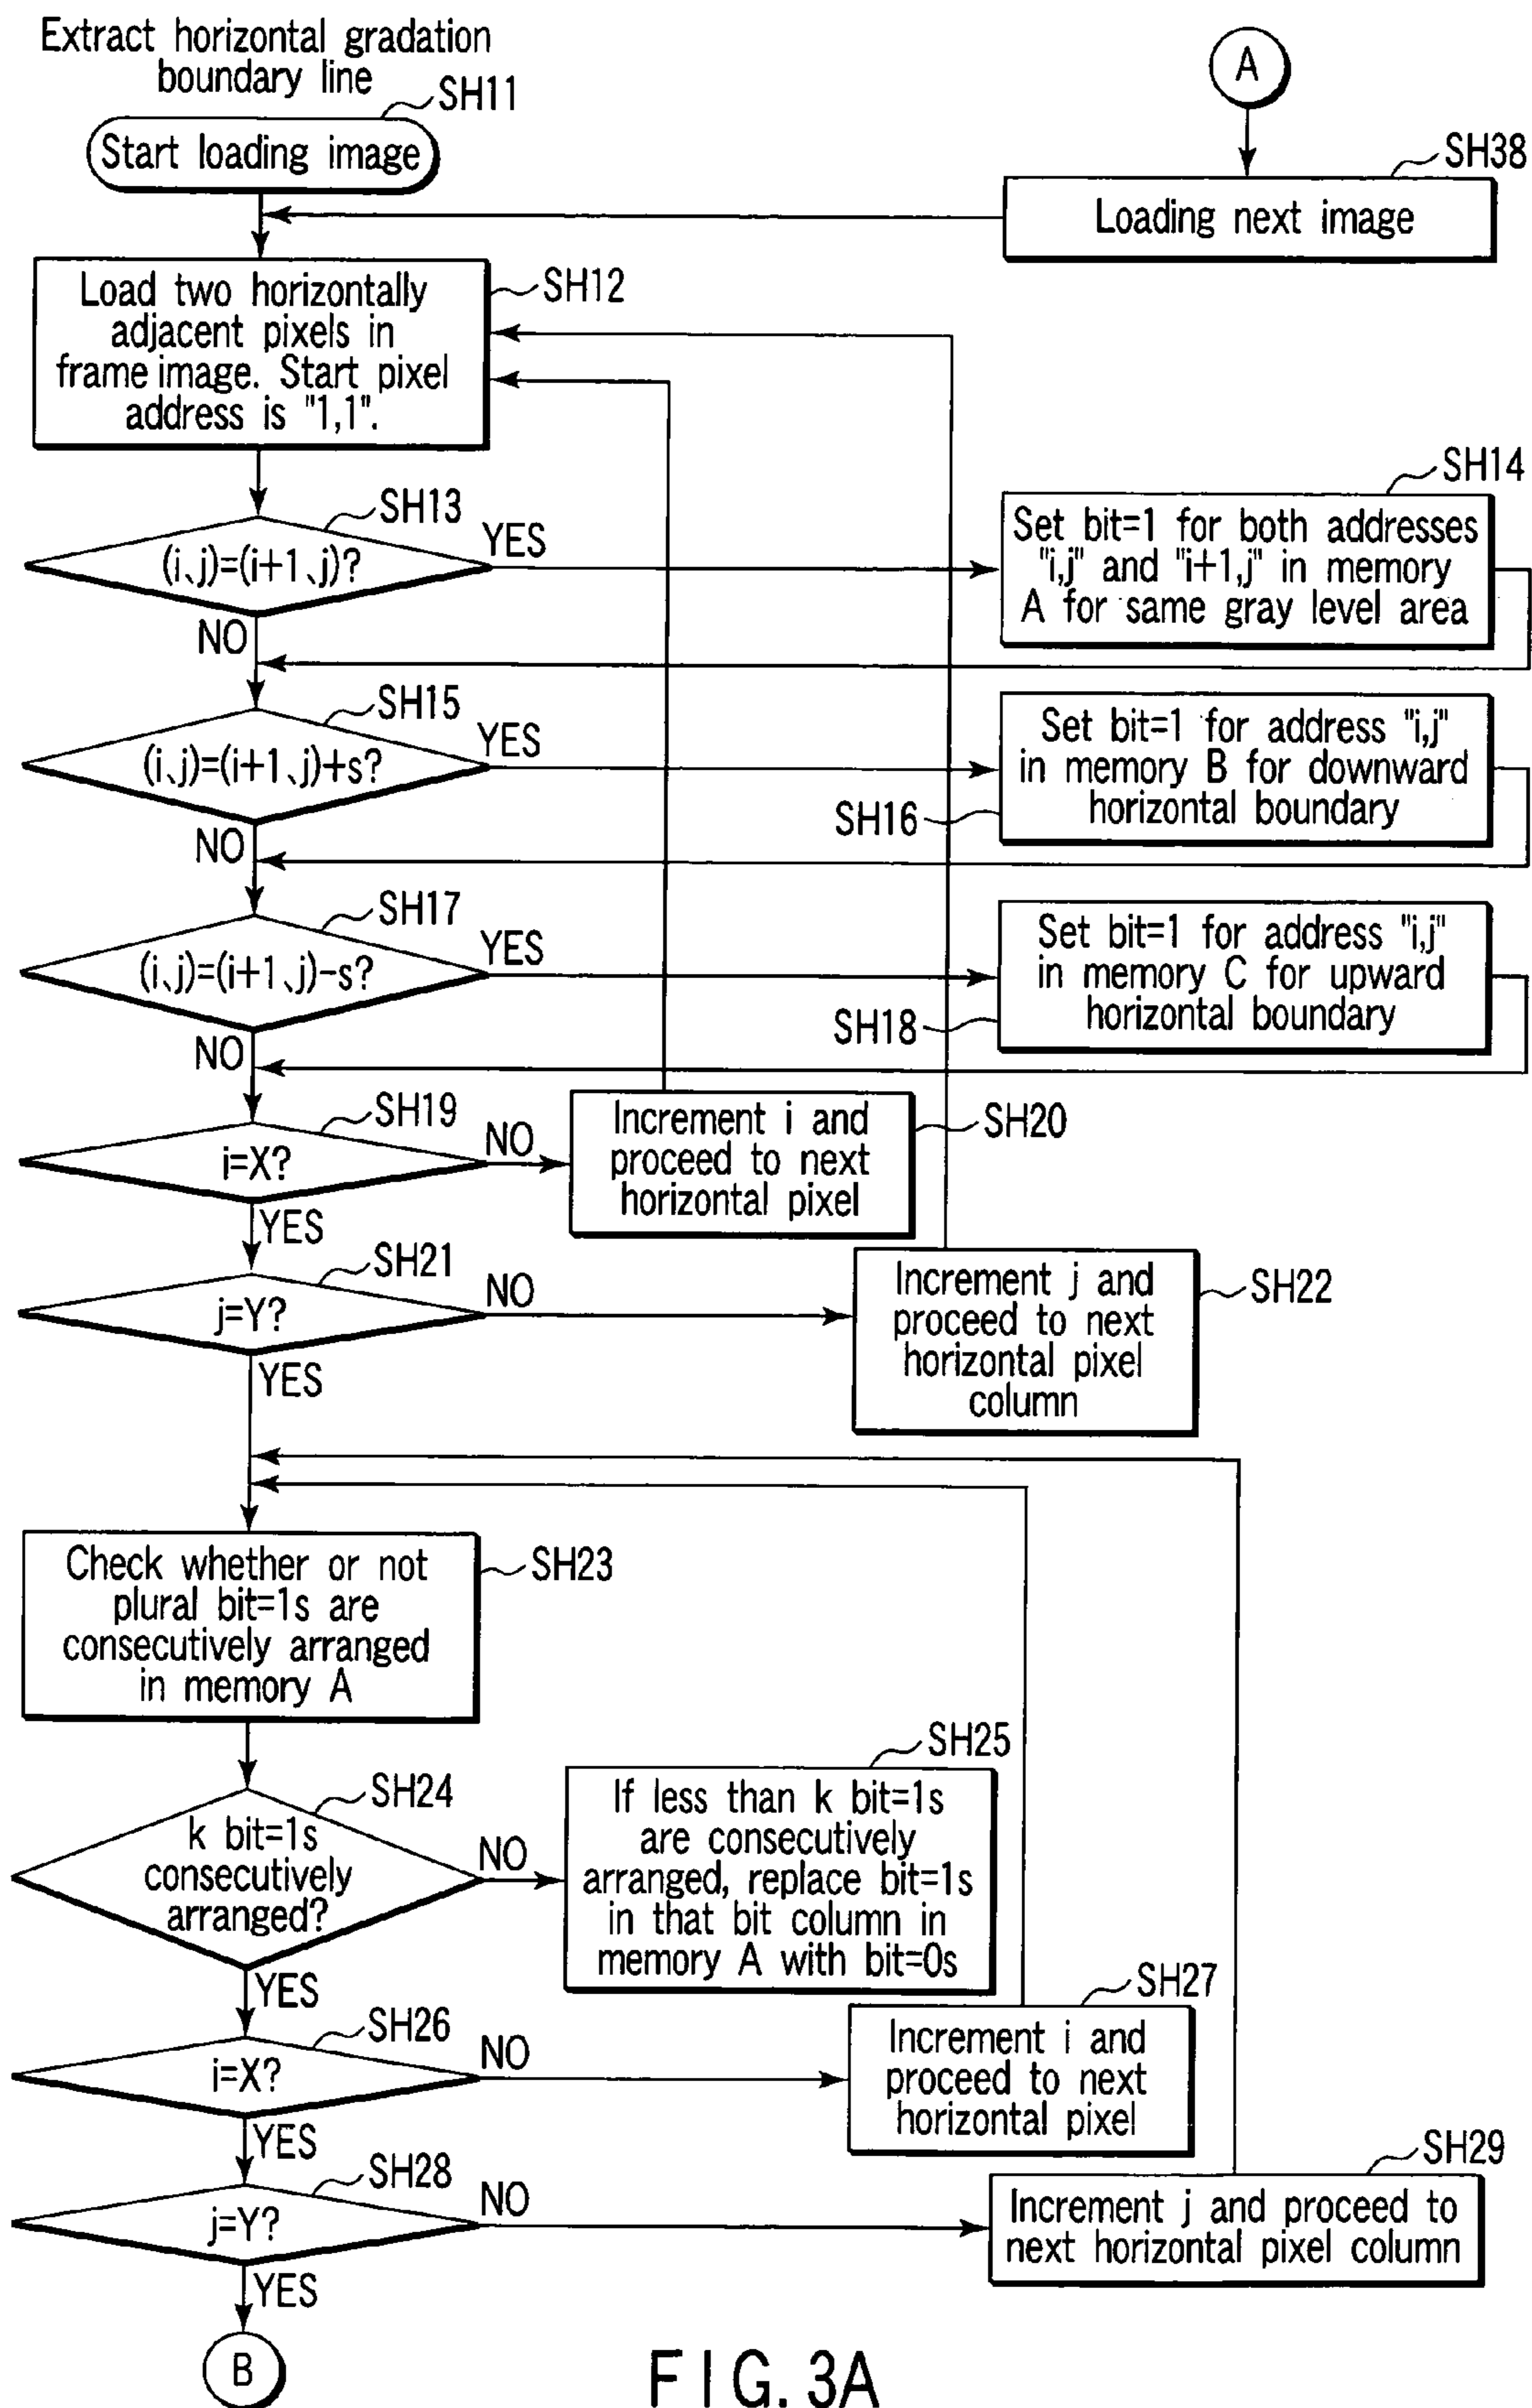 Extract horizontal gradation
boundary line
SH11
Start loading image
A
SH38
Loading next image
Load two horizontally
adjacent pixels in
frame image. Start pixel
address is "1,1".
SH12
SH13
(i、j)=(i+1、j)?
YES
NO
SH14
Set bit=1 for both addresses
"i,j" and "i+1,j" in memory
A for same gray level area
SH15
(i、j)=(i+1、j)+s?
YES
NO
Set bit=1 for address "i,j"
in memory B for downward
horizontal boundary
SH16
SH17
(i、j)=(i+1、j)-s?
YES
NO
Set bit=1 for address "i,j"
in memory C for upward
horizontal boundary
SH18
SH19
i=X?
NO
YES
Increment i and
proceed to next
horizontal pixel
SH20
SH21
j=Y?
NO
YES
Increment j and
proceed to next
horizontal pixel
column
SH22
Check whether or not
plural bit=1s are
consecutively arranged
in memory A
SH23
SH24
k bit=1s
consecutively
arranged?
NO
YES
SH25
If less than k bit=1s
are consecutively
arranged, replace bit=1s
in that bit column in
memory A with bit=0s
SH26
i=X?
NO
YES
SH27
Increment i and
proceed to next
horizontal pixel
SH28
j=Y?
NO
YES
SH29
Increment j and proceed to
next horizontal pixel column
B
FIG. 3A